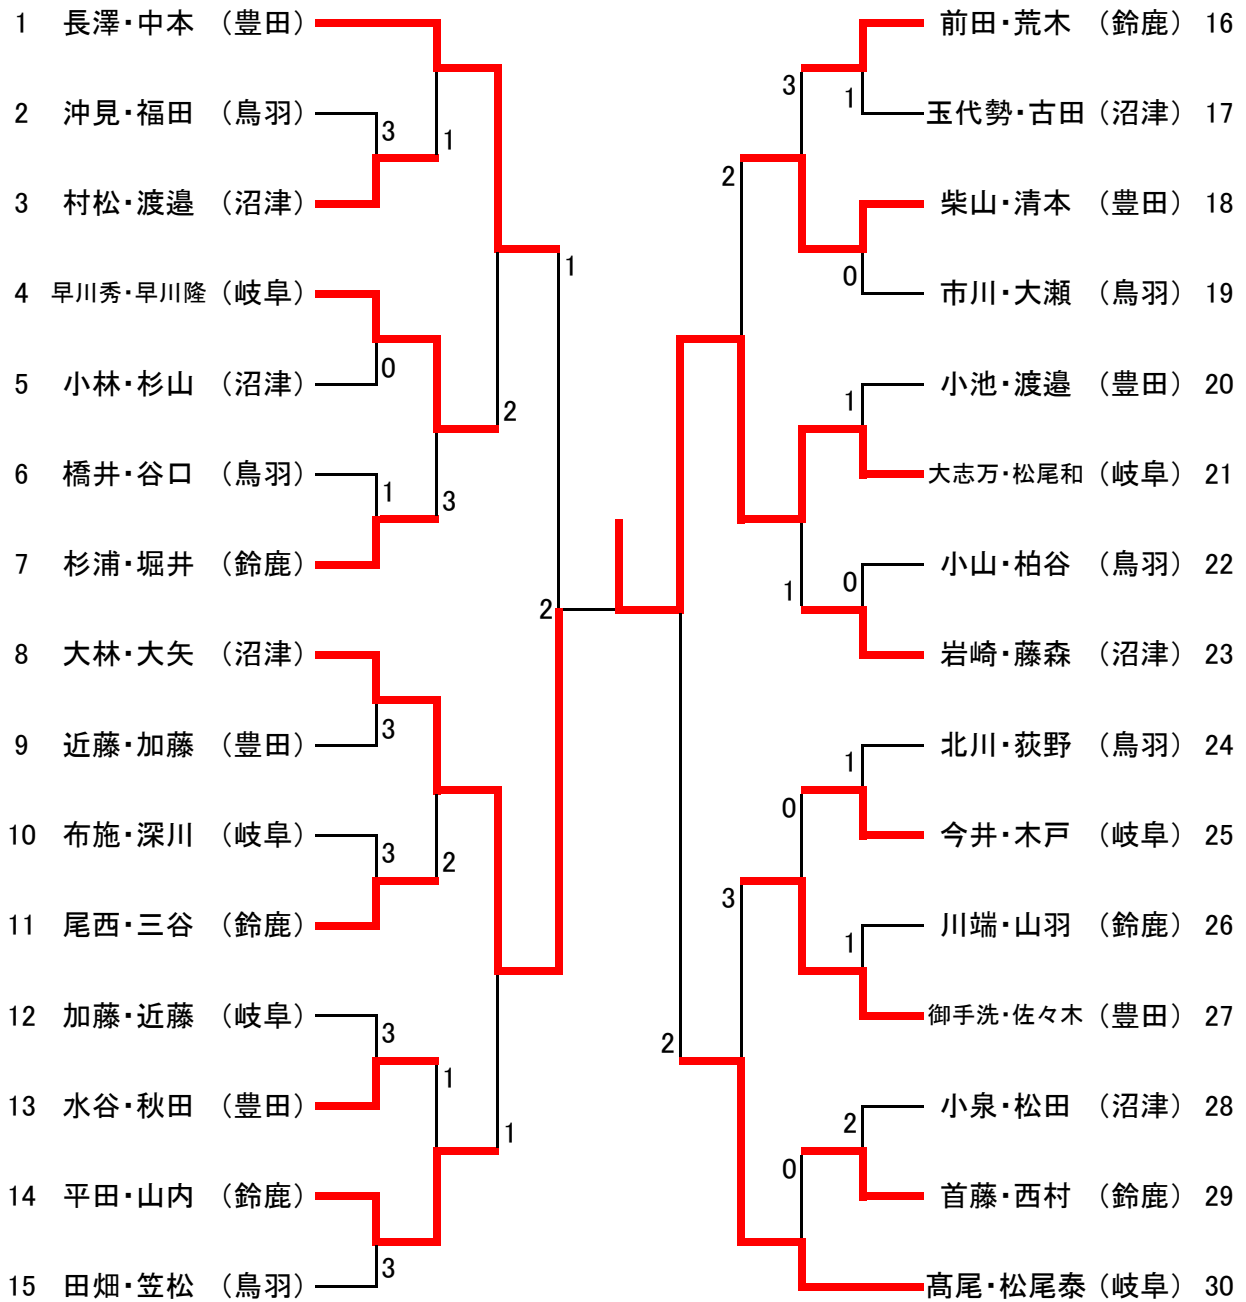 1 長澤・中本 (豊田)
2 沖見・福田 (鳥羽)
3
1
3 村松・渡邉 (沼津)
4 早川秀・早川隆 (岐阜)
1
0
5 小林・杉山 (沼津)
2
6 橋井・谷口 (鳥羽)
1
3
7 杉浦・堀井 (鈴鹿)
2
8 大林・大矢 (沼津)
3
9 近藤・加藤 (豊田)
10 布施・深川 (岐阜)
3
2
11 尾西・三谷 (鈴鹿)
12 加藤・近藤 (岐阜)
3
1
13 水谷・秋田 (豊田)
1
14 平田・山内 (鈴鹿)
3
15 田畑・笠松 (鳥羽)
前田・荒木 (鈴鹿) 16
3
1
玉代勢・古田 (沼津) 17
2
柴山・清本 (豊田) 18
0
市川・大瀬 (鳥羽) 19
小池・渡邉 (豊田) 20
1
大志万・松尾和 (岐阜) 21
小山・柏谷 (鳥羽) 22
0
1
岩崎・藤森 (沼津) 23
北川・荻野 (鳥羽) 24
1
0
今井・木戸 (岐阜) 25
3
川端・山羽 (鈴鹿) 26
1
御手洗・佐々木 (豊田) 27
2
小泉・松田 (沼津) 28
2
0
首藤・西村 (鈴鹿) 29
髙尾・松尾泰 (岐阜) 30